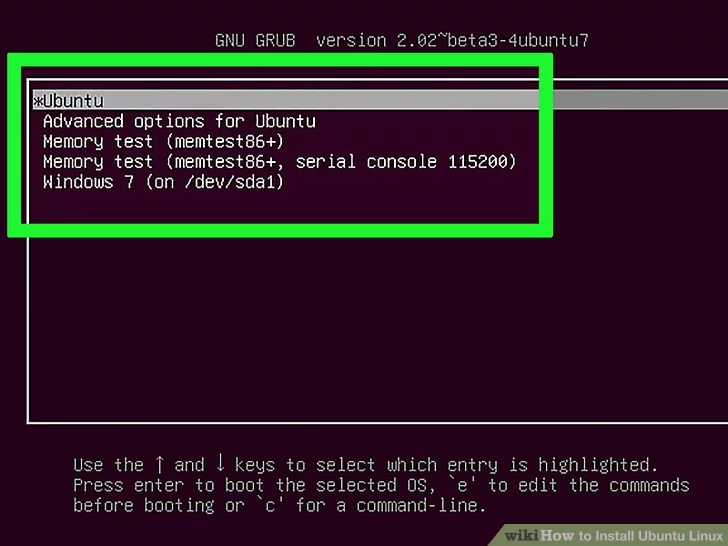 GNU GRUB  version 2.02~beta3-4ubuntu7
*Ubuntu
Advanced options for Ubuntu
Memory test (memtest86+)
Memory test (memtest86+, serial console 115200)
Windows 7 (on /dev/sda1)
Use the ↑ and ↓ keys to select which entry is highlighted.
Press enter to boot the selected OS, `e' to edit the commands
before booting or `c' for a command-line.
wikiHow to Install Ubuntu Linux